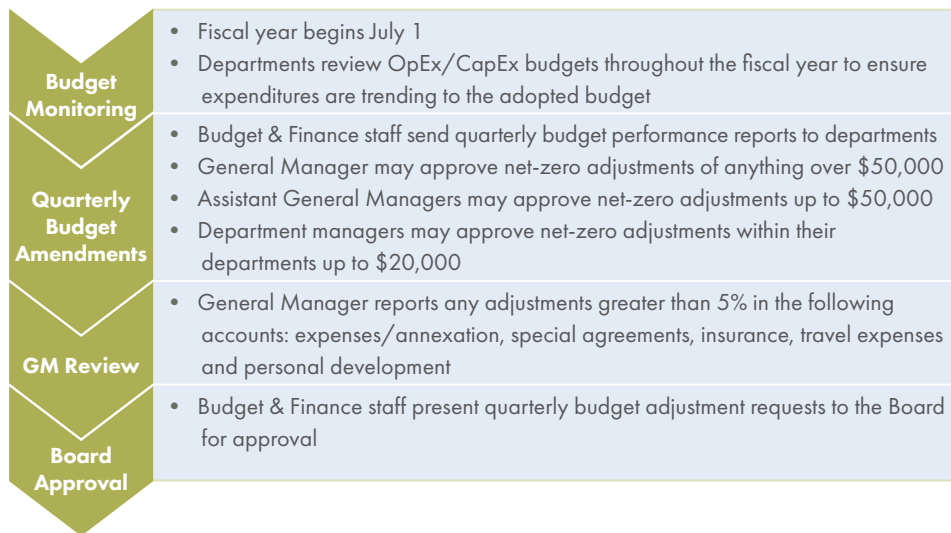 Budget
Monitoring
• Fiscal year begins July 1
• Departments review OpEx/CapEx budgets throughout the fiscal year to ensure
expenditures are trending to the adopted budget
Quarterly
Budget
Amendments
• Budget & Finance staff send quarterly budget performance reports to departments
• General Manager may approve net-zero adjustments of anything over $50,000
• Assistant General Managers may approve net-zero adjustments up to $50,000
• Department managers may approve net-zero adjustments within their
departments up to $20,000
GM Review
• General Manager reports any adjustments greater than 5% in the following
accounts: expenses/annexation, special agreements, insurance, travel expenses
and personal development
Board
Approval
• Budget & Finance staff present quarterly budget adjustment requests to the Board
for approval